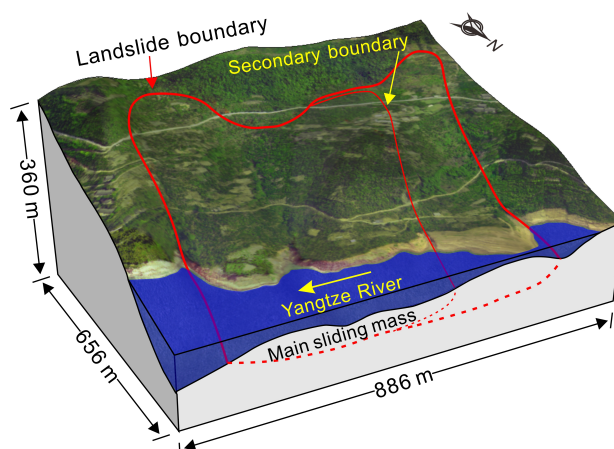 Landslide boundary
Secondary boundary
N
360 m
Yangtze River
Main sliding mass
656 m
886 m